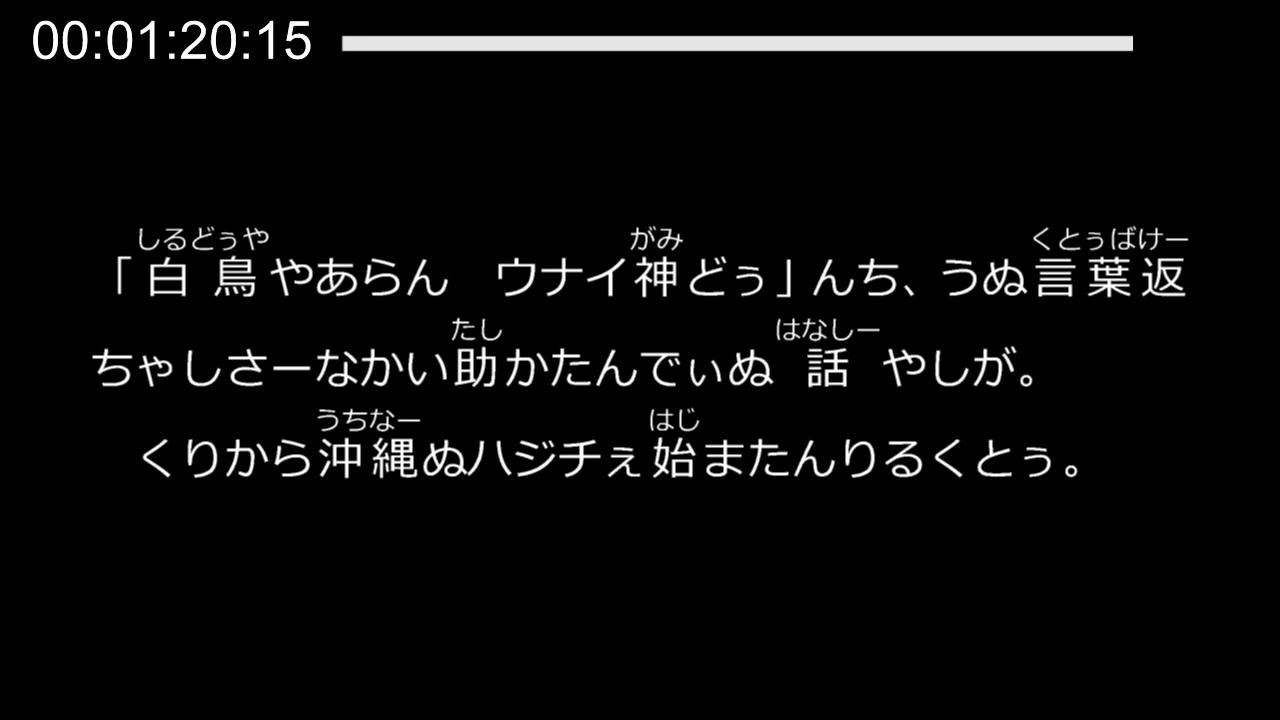 00:01:20:15
しるどぅや がみ くとぅばけー
「白鳥やあらん ウナイ神どぅ」んち、うぬ言葉返
たし はなしー
ちゃしさーなかい助かたんでぃぬ 話 やしが。
うちなー はじ
くりから沖縄ぬハジチぇ始またんりるくとぅ。